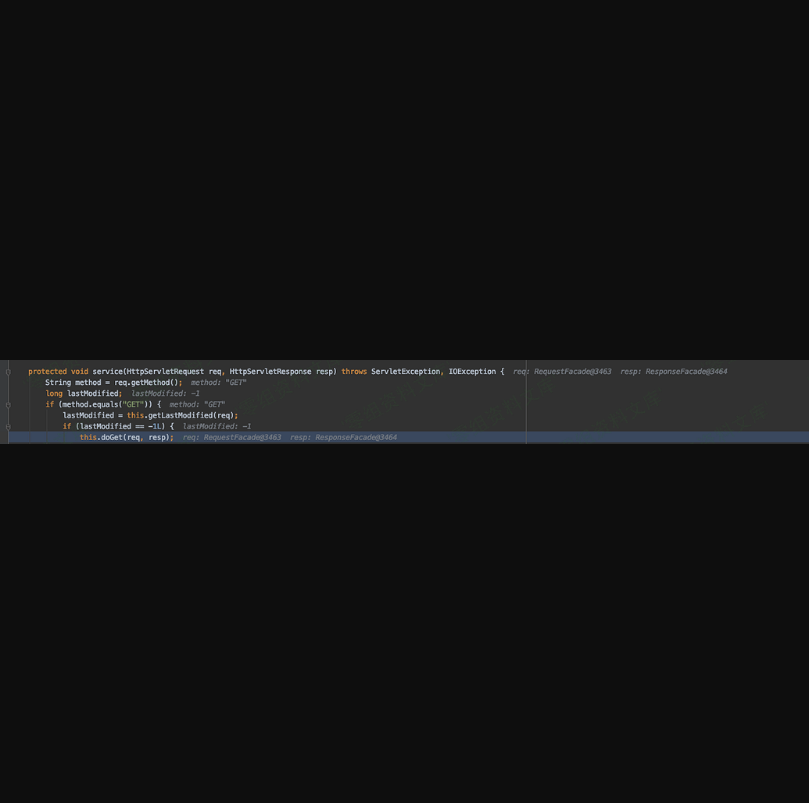 protected void service(HttpServletRequest req, HttpServletResponse resp) throws ServletException, IOException {  req: RequestFacade@3463  resp: ResponseFacade@3464
String method = req.getMethod();  method: "GET"
long lastModified;  lastModified: -1
if (method.equals("GET")) {  method: "GET"
lastModified = this.getLastModified(req);
if (lastModified == -1L) {  lastModified: -1
this.doGet(req, resp);  req: RequestFacade@3463  resp: ResponseFacade@3464